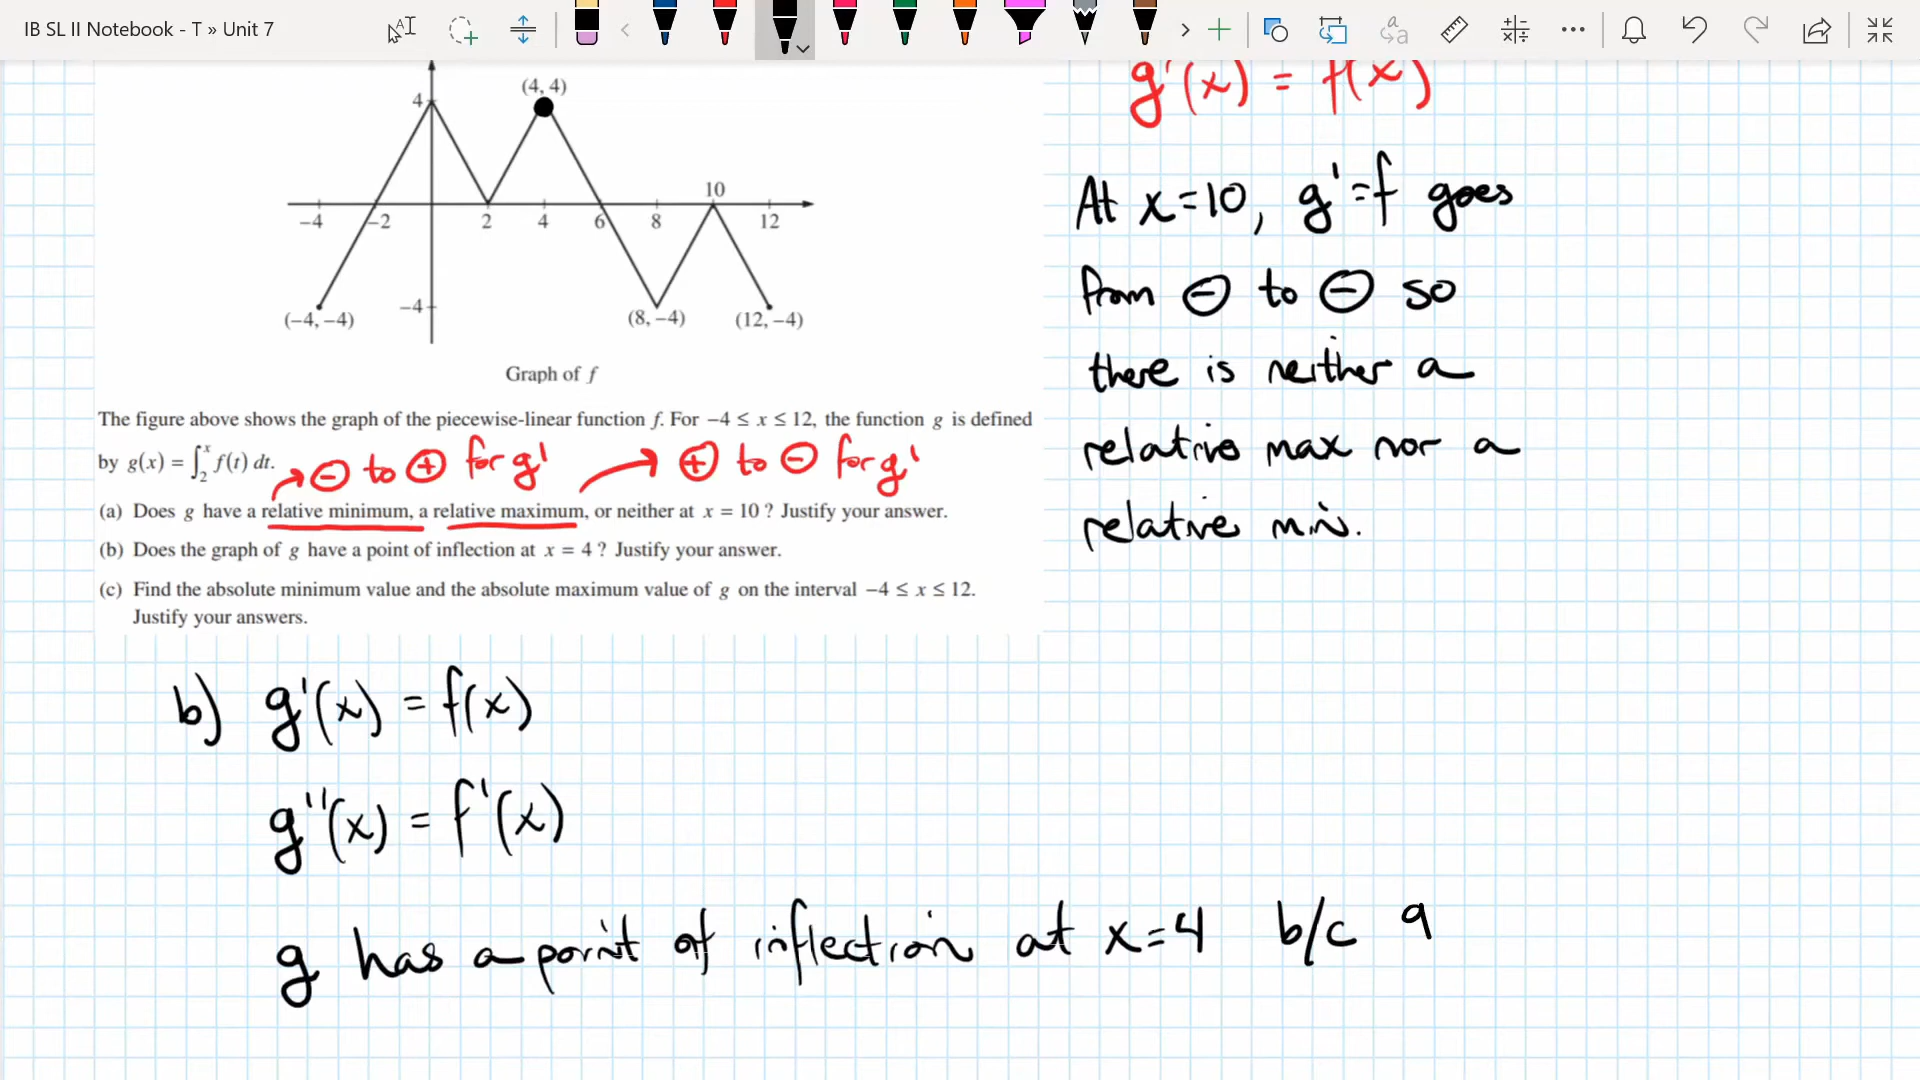 IB SL II Notebook - T » Unit 7
g'(x) = f(x)
(4, 4)
4
10
−4 −2 2 4 6 8 12
−4
(−4, −4) (8, −4) (12, −4)
Graph of f
The figure above shows the graph of the piecewise-linear function f. For −4 ≤ x ≤ 12, the function g is defined
by g(x) = ∫₂ˣ f(t) dt.
⊖ to ⊕ for g' ⊕ to ⊖ for g'
(a) Does g have a relative minimum, a relative maximum, or neither at x = 10 ? Justify your answer.
(b) Does the graph of g have a point of inflection at x = 4 ? Justify your answer.
(c) Find the absolute minimum value and the absolute maximum value of g on the interval −4 ≤ x ≤ 12.
Justify your answers.
At x=10, g'=f goes
from ⊖ to ⊖ so
there is neither a
relative max nor a
relative min.
b) g'(x) = f(x)
g''(x) = f'(x)
g has a point of inflection at x=4 b/c